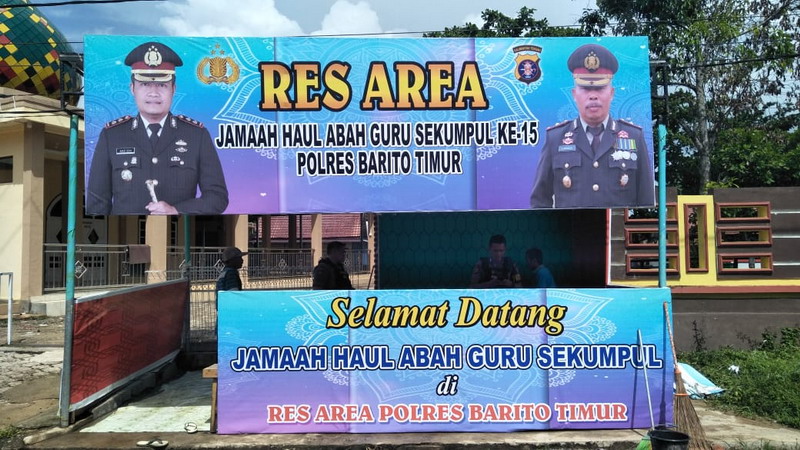 RES AREA
JAMAAH HAUL ABAH GURU SEKUMPUL KE-15
POLRES BARITO TIMUR
Selamat Datang
JAMAAH HAUL ABAH GURU SEKUMPUL
di
RES AREA POLRES BARITO TIMUR